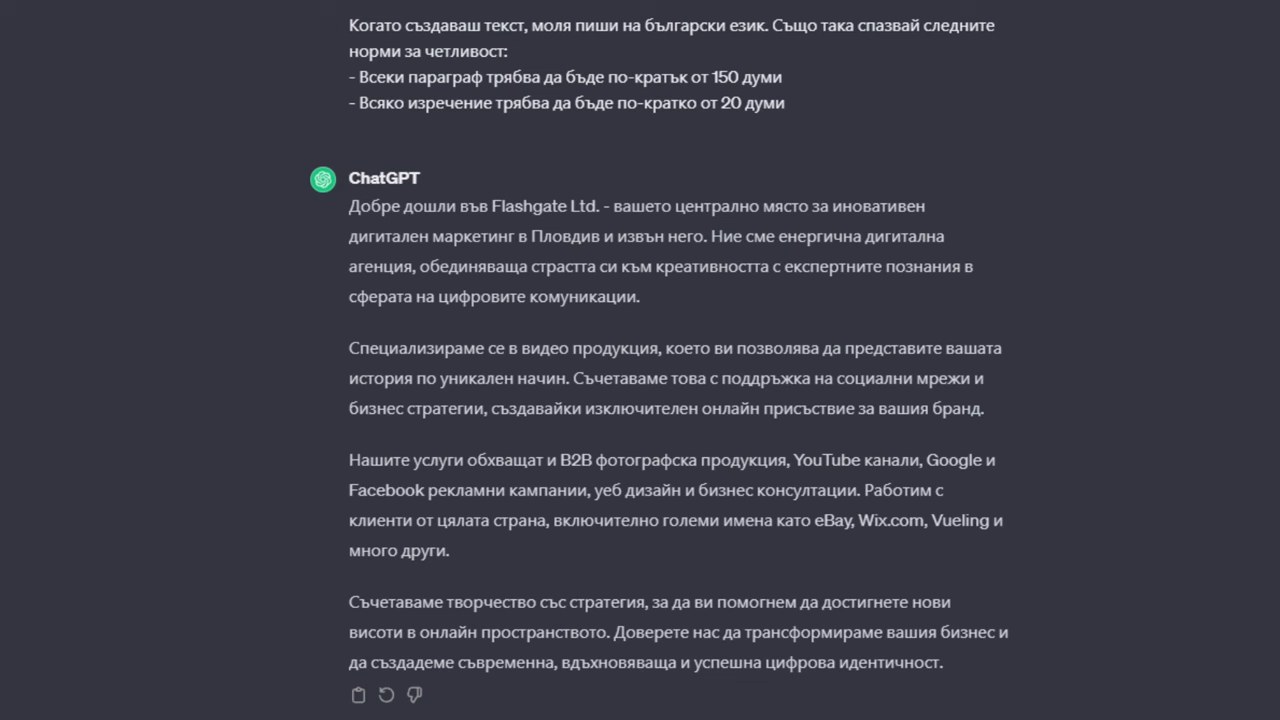 Когато създаваш текст, моля пиши на български език. Също така спазвай следните
норми за четливост:
- Всеки параграф трябва да бъде по-кратък от 150 думи
- Всяко изречение трябва да бъде по-кратко от 20 думи
ChatGPT
Добре дошли във Flashgate Ltd. - вашето централно място за иновативен
дигитален маркетинг в Пловдив и извън него. Ние сме енергична дигитална
агенция, обединяваща страстта си към креативността с експертните познания в
сферата на цифровите комуникации.
Специализираме се в видео продукция, което ви позволява да представите вашата
история по уникален начин. Съчетаваме това с поддръжка на социални мрежи и
бизнес стратегии, създавайки изключителен онлайн присъствие за вашия бранд.
Нашите услуги обхващат и B2B фотографска продукция, YouTube канали, Google и
Facebook рекламни кампании, уеб дизайн и бизнес консултации. Работим с
клиенти от цялата страна, включително големи имена като eBay, Wix.com, Vueling и
много други.
Съчетаваме творчество със стратегия, за да ви помогнем да достигнете нови
висоти в онлайн пространството. Доверете нас да трансформираме вашия бизнес и
да създадеме съвременна, вдъхновяваща и успешна цифрова идентичност.